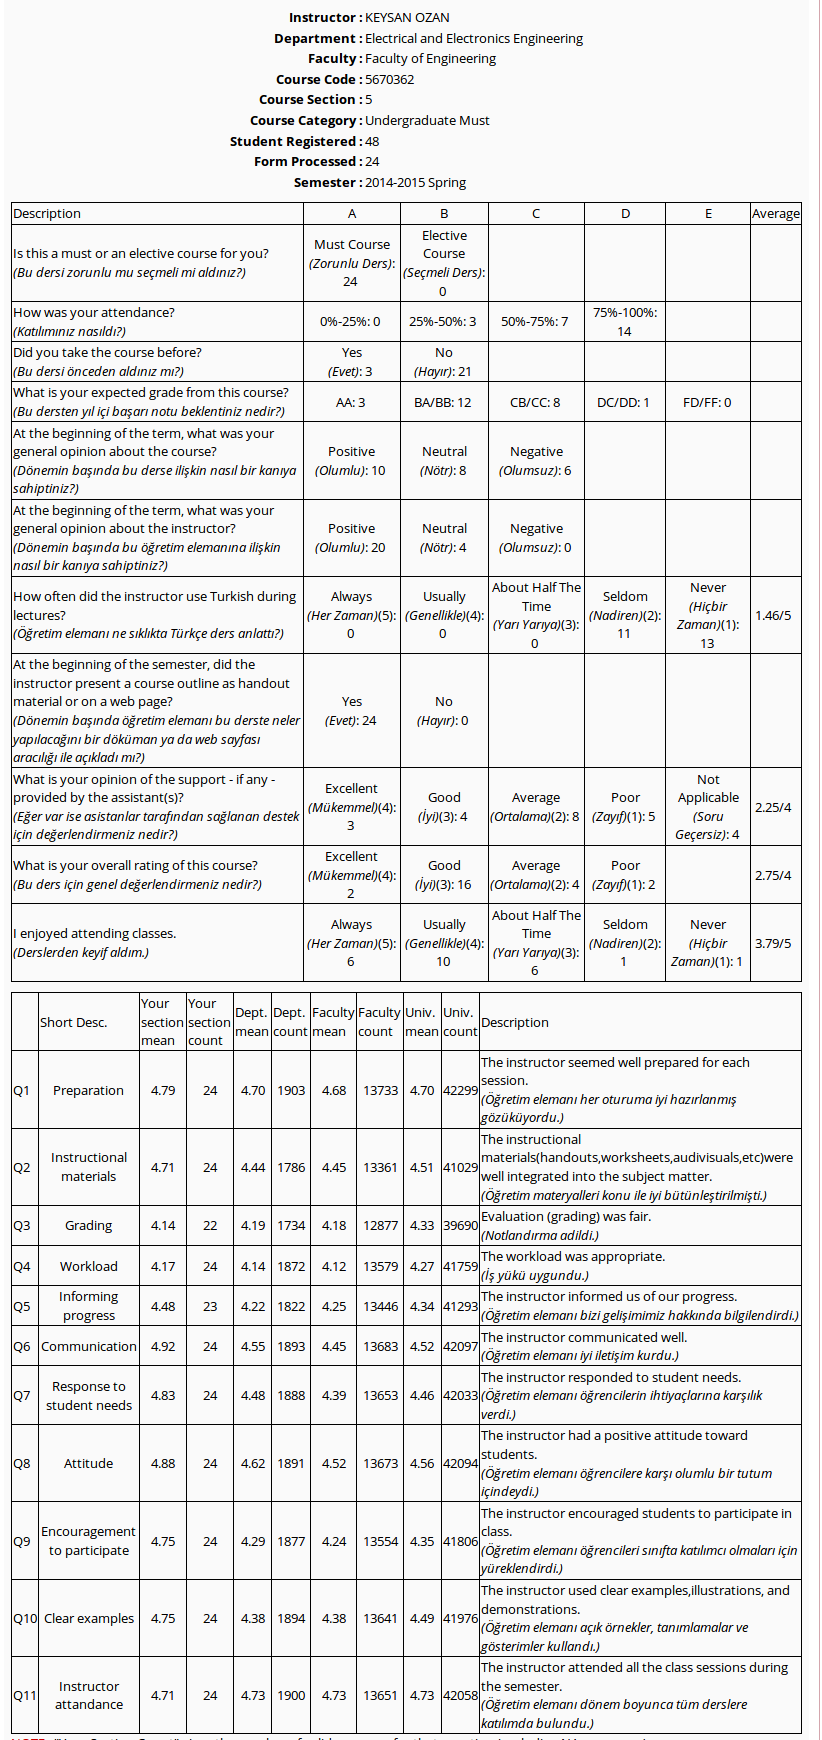 Instructor : KEYSAN OZAN
Department : Electrical and Electronics Engineering
Faculty : Faculty of Engineering
Course Code : 5670362
Course Section : 5
Course Category : Undergraduate Must
Student Registered : 48
Form Processed : 24
Semester : 2014-2015 Spring
Description A B C D E Average
Is this a must or an elective course for you?
(Bu dersi zorunlu mu seçmeli mi aldınız?)
Must Course
(Zorunlu Ders):
24
Elective
Course
(Seçmeli Ders):
0
How was your attendance?
(Katılımınız nasıldı?)
0%-25%: 0
25%-50%: 3
50%-75%: 7
75%-100%:
14
Did you take the course before?
(Bu dersi önceden aldınız mı?)
Yes
(Evet): 3
No
(Hayır): 21
What is your expected grade from this course?
(Bu dersten yıl içi başarı notu beklentiniz nedir?)
AA: 3
BA/BB: 12
CB/CC: 8
DC/DD: 1
FD/FF: 0
At the beginning of the term, what was your
general opinion about the course?
(Dönemin başında bu derse ilişkin nasıl bir kanıya
sahiptiniz?)
Positive
(Olumlu): 10
Neutral
(Nötr): 8
Negative
(Olumsuz): 6
At the beginning of the term, what was your
general opinion about the instructor?
(Dönemin başında bu öğretim elemanına ilişkin
nasıl bir kanıya sahiptiniz?)
Positive
(Olumlu): 20
Neutral
(Nötr): 4
Negative
(Olumsuz): 0
How often did the instructor use Turkish during
lectures?
(Öğretim elemanı ne sıklıkta Türkçe ders anlattı?)
Always
(Her Zaman)(5):
0
Usually
(Genellikle)(4):
0
About Half The
Time
(Yarı Yarıya)(3):
0
Seldom
(Nadiren)(2):
11
Never
(Hiçbir
Zaman)(1):
13
1.46/5
At the beginning of the semester, did the
instructor present a course outline as handout
material or on a web page?
(Dönemin başında öğretim elemanı bu derste neler
yapılacağını bir döküman ya da web sayfası
aracılığı ile açıkladı mı?)
Yes
(Evet): 24
No
(Hayır): 0
What is your opinion of the support - if any -
provided by the assistant(s)?
(Eğer var ise asistanlar tarafından sağlanan destek
için değerlendirmeniz nedir?)
Excellent
(Mükemmel)(4):
3
Good
(İyi)(3): 4
Average
(Ortalama)(2): 8
Poor
(Zayıf)(1): 5
Not
Applicable
(Soru
Geçersiz): 4
2.25/4
What is your overall rating of this course?
(Bu ders için genel değerlendirmeniz nedir?)
Excellent
(Mükemmel)(4):
2
Good
(İyi)(3): 16
Average
(Ortalama)(2): 4
Poor
(Zayıf)(1): 2
2.75/4
I enjoyed attending classes.
(Derslerden keyif aldım.)
Always
(Her Zaman)(5):
6
Usually
(Genellikle)(4):
10
About Half The
Time
(Yarı Yarıya)(3):
6
Seldom
(Nadiren)(2):
1
Never
(Hiçbir
Zaman)(1): 1
3.79/5
Short Desc.
Your
section
mean
Your
section
count
Dept.
mean
Dept.
count
Faculty
mean
Faculty
count
Univ.
mean
Univ.
count
Description
Q1 Preparation 4.79 24 4.70 1903 4.68 13733 4.70 42299
The instructor seemed well prepared for each
session.
(Öğretim elemanı her oturuma iyi hazırlanmış
gözüküyordu.)
Q2 Instructional
materials 4.71 24 4.44 1786 4.45 13361 4.51 41029
The instructional
materials(handouts,worksheets,audivisuals,etc)were
well integrated into the subject matter.
(Öğretim materyalleri konu ile iyi bütünleştirilmişti.)
Q3 Grading 4.14 22 4.19 1734 4.18 12877 4.33 39690
Evaluation (grading) was fair.
(Notlandırma adildi.)
Q4 Workload 4.17 24 4.14 1872 4.12 13579 4.27 41759
The workload was appropriate.
(İş yükü uygundu.)
Q5 Informing
progress 4.48 23 4.22 1822 4.25 13446 4.34 41293
The instructor informed us of our progress.
(Öğretim elemanı bizi gelişimimiz hakkında bilgilendirdi.)
Q6 Communication 4.92 24 4.55 1893 4.45 13683 4.52 42097
The instructor communicated well.
(Öğretim elemanı iyi iletişim kurdu.)
Q7 Response to
student needs 4.83 24 4.48 1888 4.39 13653 4.46 42033
The instructor responded to student needs.
(Öğretim elemanı öğrencilerin ihtiyaçlarına karşılık
verdi.)
Q8 Attitude 4.88 24 4.62 1891 4.52 13673 4.56 42094
The instructor had a positive attitude toward
students.
(Öğretim elemanı öğrencilere karşı olumlu bir tutum
içindeydi.)
Q9 Encouragement
to participate 4.75 24 4.29 1877 4.24 13554 4.35 41806
The instructor encouraged students to participate in
class.
(Öğretim elemanı öğrencileri sınıfta katılımcı olmaları için
yüreklendirdi.)
Q10 Clear examples 4.75 24 4.38 1894 4.38 13641 4.49 41976
The instructor used clear examples,illustrations, and
demonstrations.
(Öğretim elemanı açık örnekler, tanımlamalar ve
gösterimler kullandı.)
Q11 Instructor
attandance 4.71 24 4.73 1900 4.73 13651 4.73 42058
The instructor attended all the class sessions during
the semester.
(Öğretim elemanı dönem boyunca tüm derslere
katılımda bulundu.)